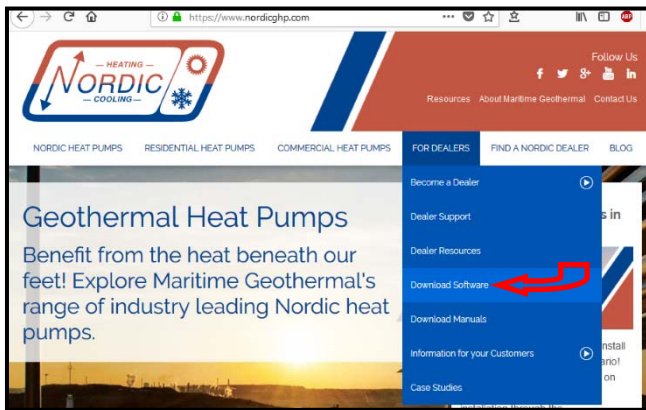 https://www.nordicghp.com
ABP
– HEATING –
NORDIC
– COOLING –
Follow Us
Resources About Maritime Geothermal Contact Us
NORDIC HEAT PUMPS RESIDENTIAL HEAT PUMPS COMMERCIAL HEAT PUMPS FOR DEALERS FIND A NORDIC DEALER BLOG
Become a Dealer
Dealer Support
Dealer Resources
Download Software
Download Manuals
Information for your Customers
Case Studies
Geothermal Heat Pumps
Benefit from the heat beneath our
feet! Explore Maritime Geothermal's
range of industry leading Nordic heat
pumps.
s in
nstall
ario!
on